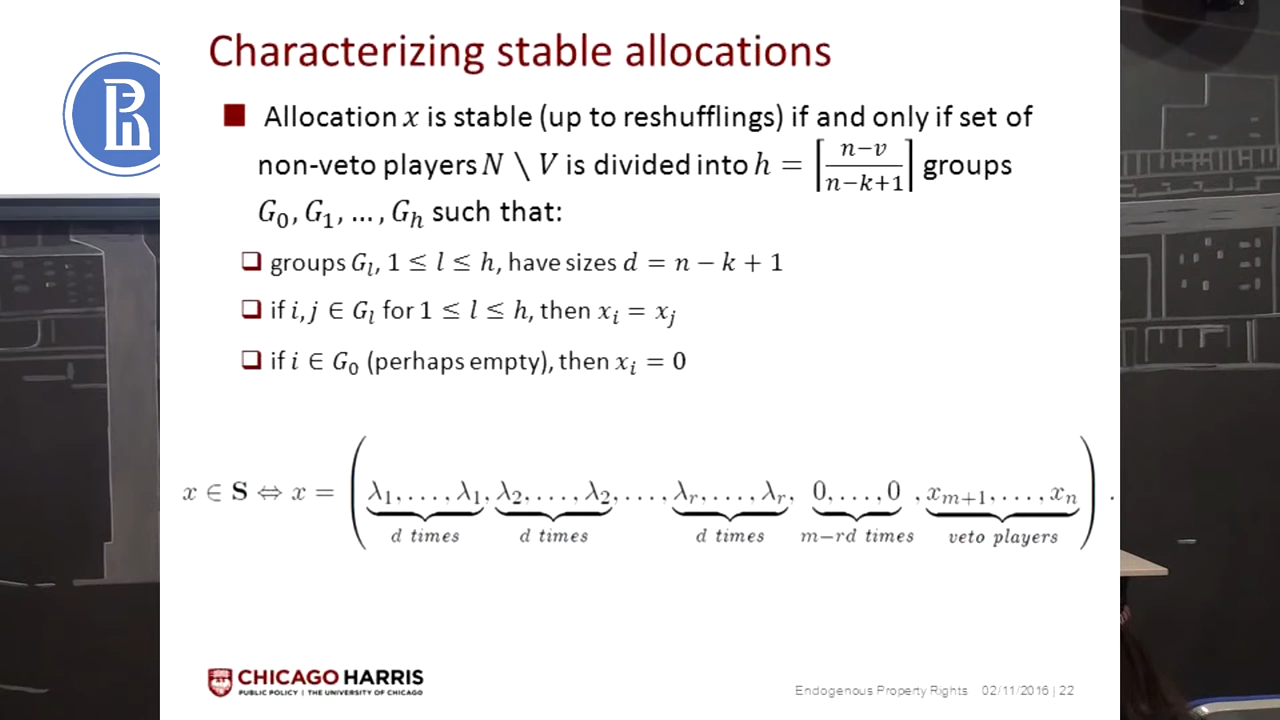 Characterizing stable allocations
Allocation x is stable (up to reshufflings) if and only if set of
non-veto players N \ V is divided into h = ⌈(n−v)/(n−k+1)⌉ groups
G₀, G₁, … , Gₕ such that:
groups Gₗ, 1 ≤ l ≤ h, have sizes d = n − k + 1
if i, j ∈ Gₗ for 1 ≤ l ≤ h, then xᵢ = xⱼ
if i ∈ G₀ (perhaps empty), then xᵢ = 0
x ∈ S ⇔ x = (λ₁, . . . , λ₁, λ₂, . . . , λ₂, . . . , λᵣ, . . . , λᵣ, 0, . . . , 0, xₘ₊₁, . . . , xₙ) .
d times d times d times m−rd times veto players
CHICAGO HARRIS
PUBLIC POLICY | THE UNIVERSITY OF CHICAGO
Endogenous Property Rights 02/11/2016 | 22